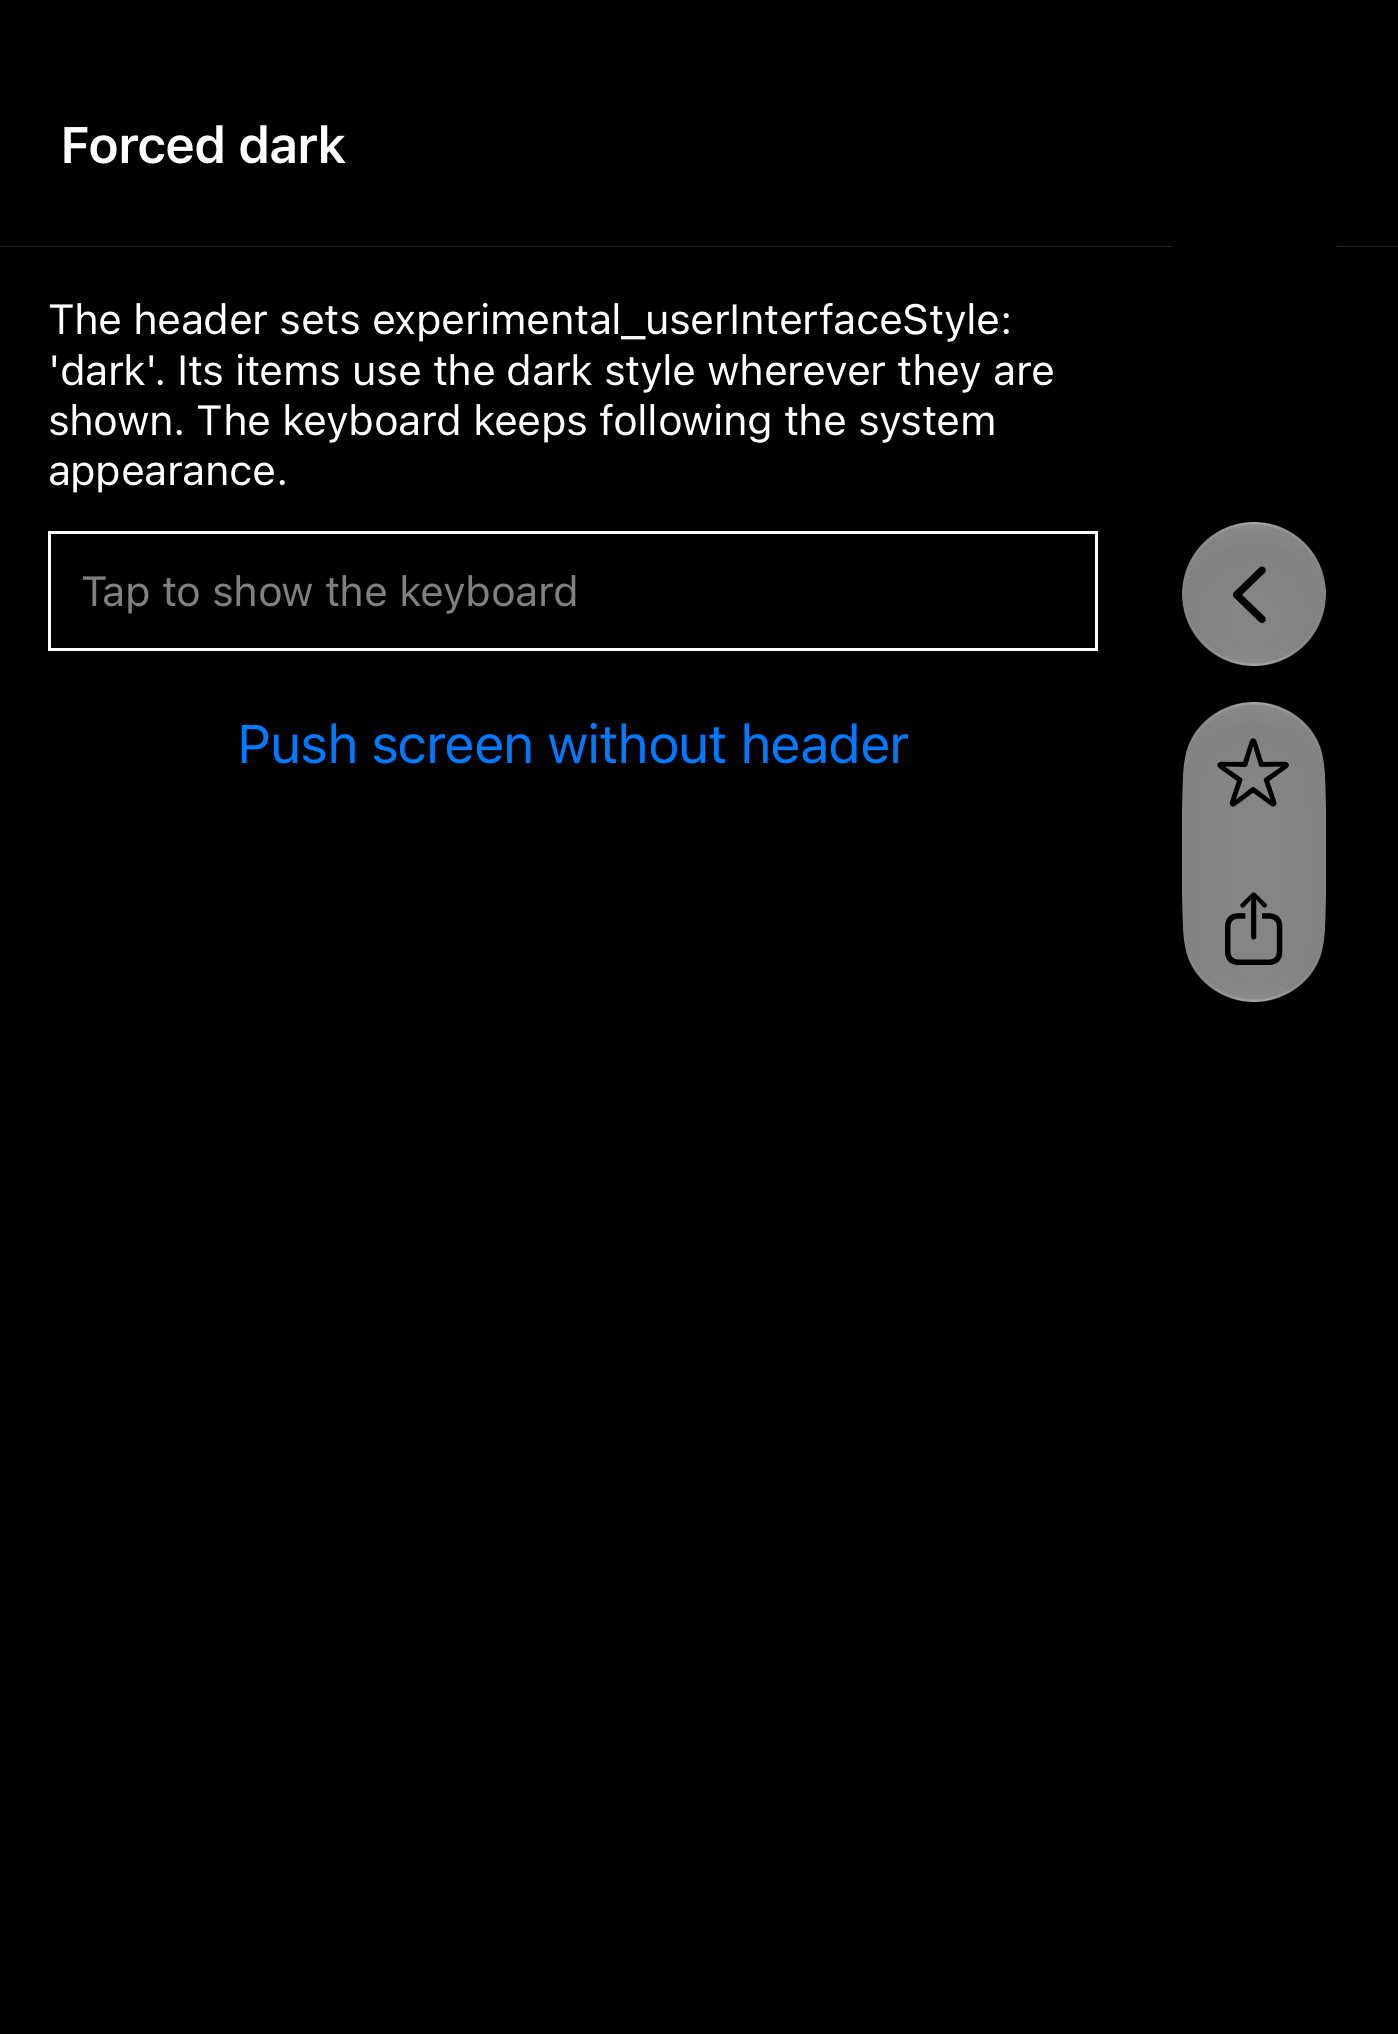 Forced dark
The header sets experimental_userInterfaceStyle:
'dark'. Its items use the dark style wherever they are
shown. The keyboard keeps following the system
appearance.
Tap to show the keyboard
Push screen without header